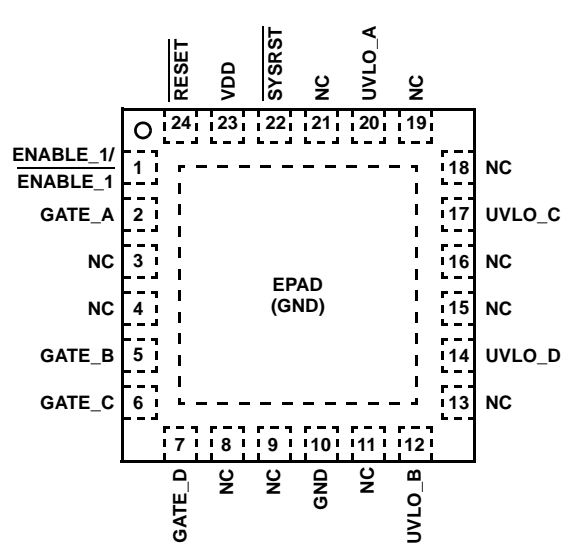 RESET
VDD
SYSRST
NC
UVLO_A
NC
24 23 22 21 20 19
ENABLE_1/
ENABLE_1
1
18 NC
GATE_A 2
17 UVLO_C
NC 3
16 NC
EPAD
(GND)
NC 4
15 NC
GATE_B 5
14 UVLO_D
GATE_C 6
13 NC
7 8 9 10 11 12
GATE_D
NC
NC
GND
NC
UVLO_B